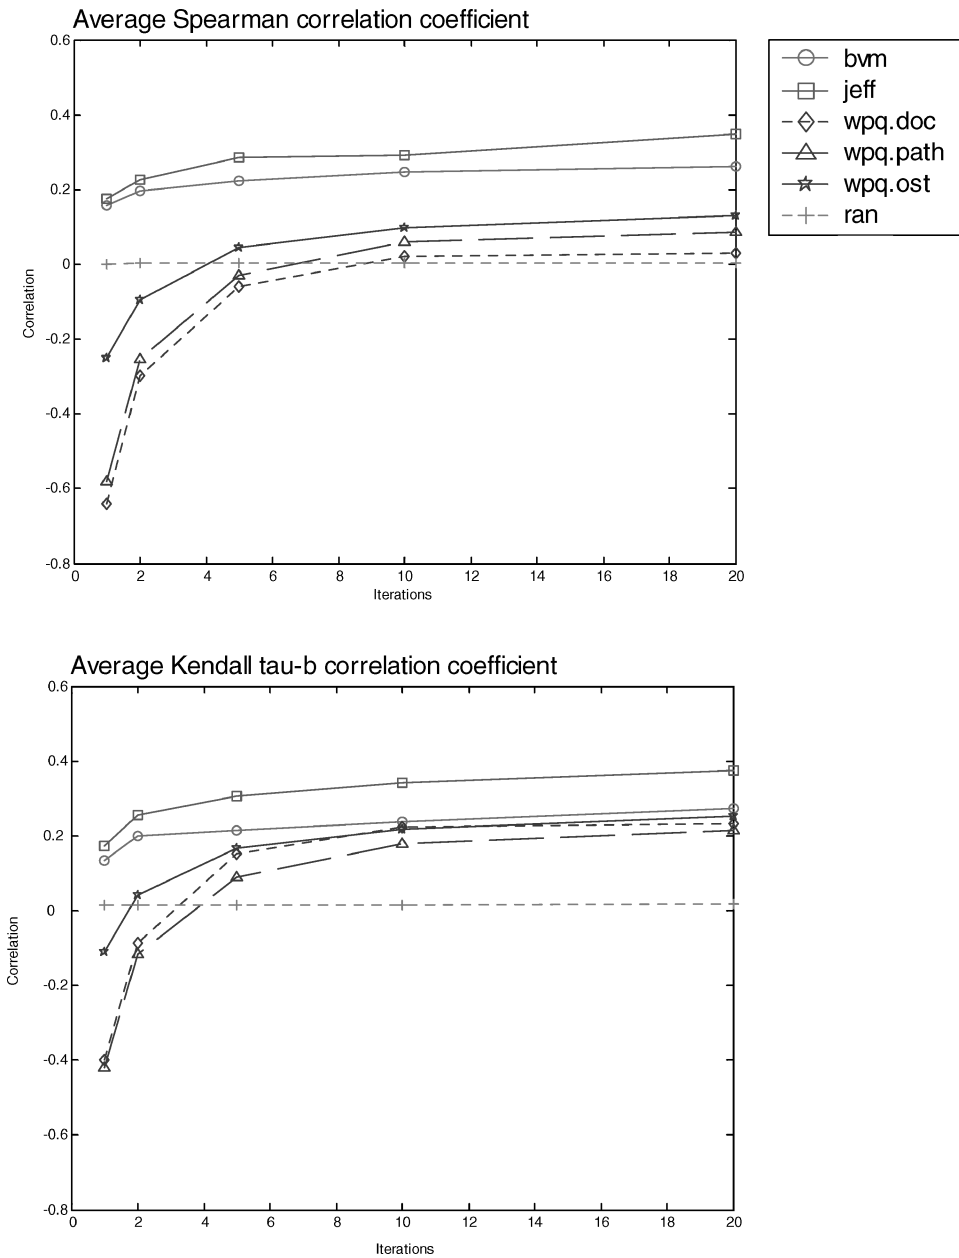 Average Spearman correlation coefficient
0.6
0.4
0.2
0
-0.2
-0.4
-0.6
-0.8
Correlation
0 2 4 6 8 10 12 14 16 18 20
Iterations
bvm
jeff
wpq.doc
wpq.path
wpq.ost
ran
Average Kendall tau-b correlation coefficient
0.6
0.4
0.2
0
-0.2
-0.4
-0.6
-0.8
Correlation
0 2 4 6 8 10 12 14 16 18 20
Iterations